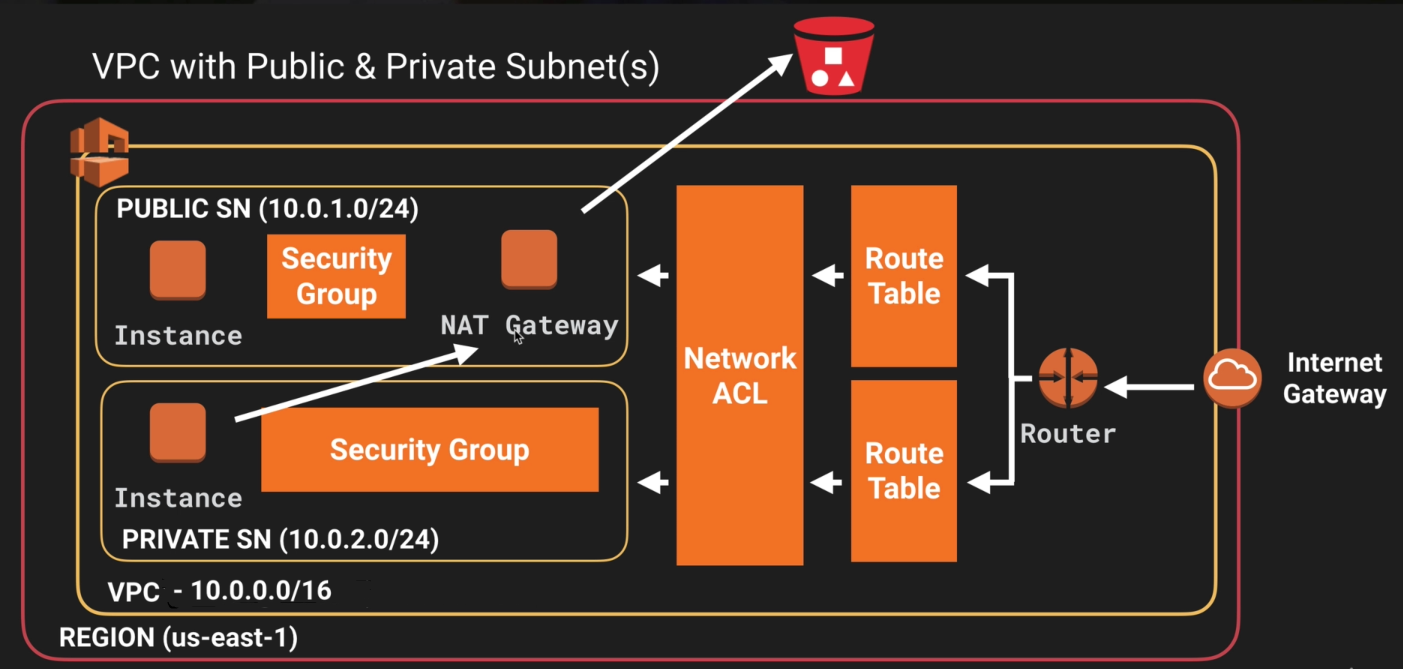 VPC with Public & Private Subnet(s)
PUBLIC SN (10.0.1.0/24)
Security
Group
Instance
NAT Gateway
Instance
Security Group
PRIVATE SN (10.0.2.0/24)
VPC - 10.0.0.0/16
REGION (us-east-1)
Network
ACL
Route
Table
Route
Table
Router
Internet
Gateway